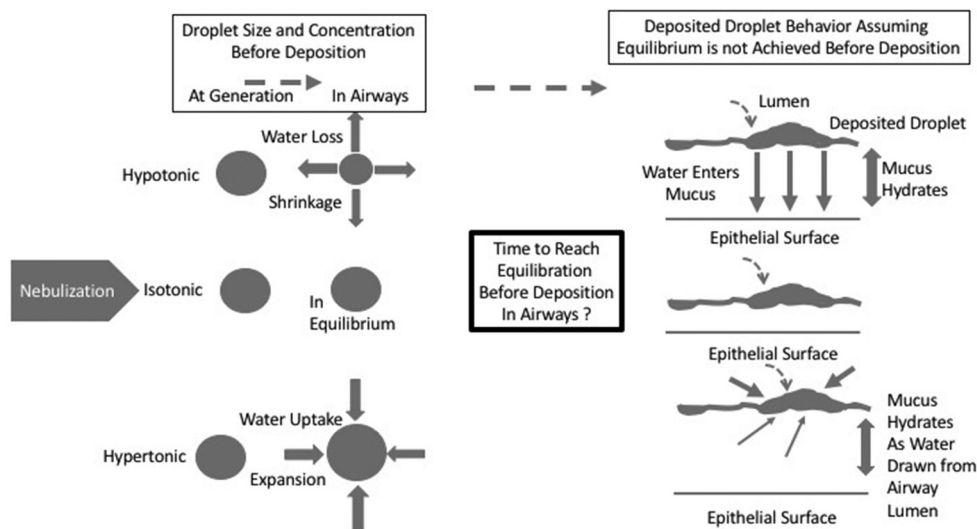 Droplet Size and Concentration
Before Deposition
At Generation
In Airways
Deposited Droplet Behavior Assuming
Equilibrium is not Achieved Before Deposition
Water Loss
Hypotonic
Shrinkage
Lumen
Deposited Droplet
Water Enters
Mucus
Mucus
Hydrates
Epithelial Surface
Nebulization
Isotonic
In
Equilibrium
Time to Reach
Equilibration
Before Deposition
In Airways ?
Epithelial Surface
Water Uptake
Hypertonic
Expansion
Mucus
Hydrates
As Water
Drawn from
Airway
Lumen
Epithelial Surface